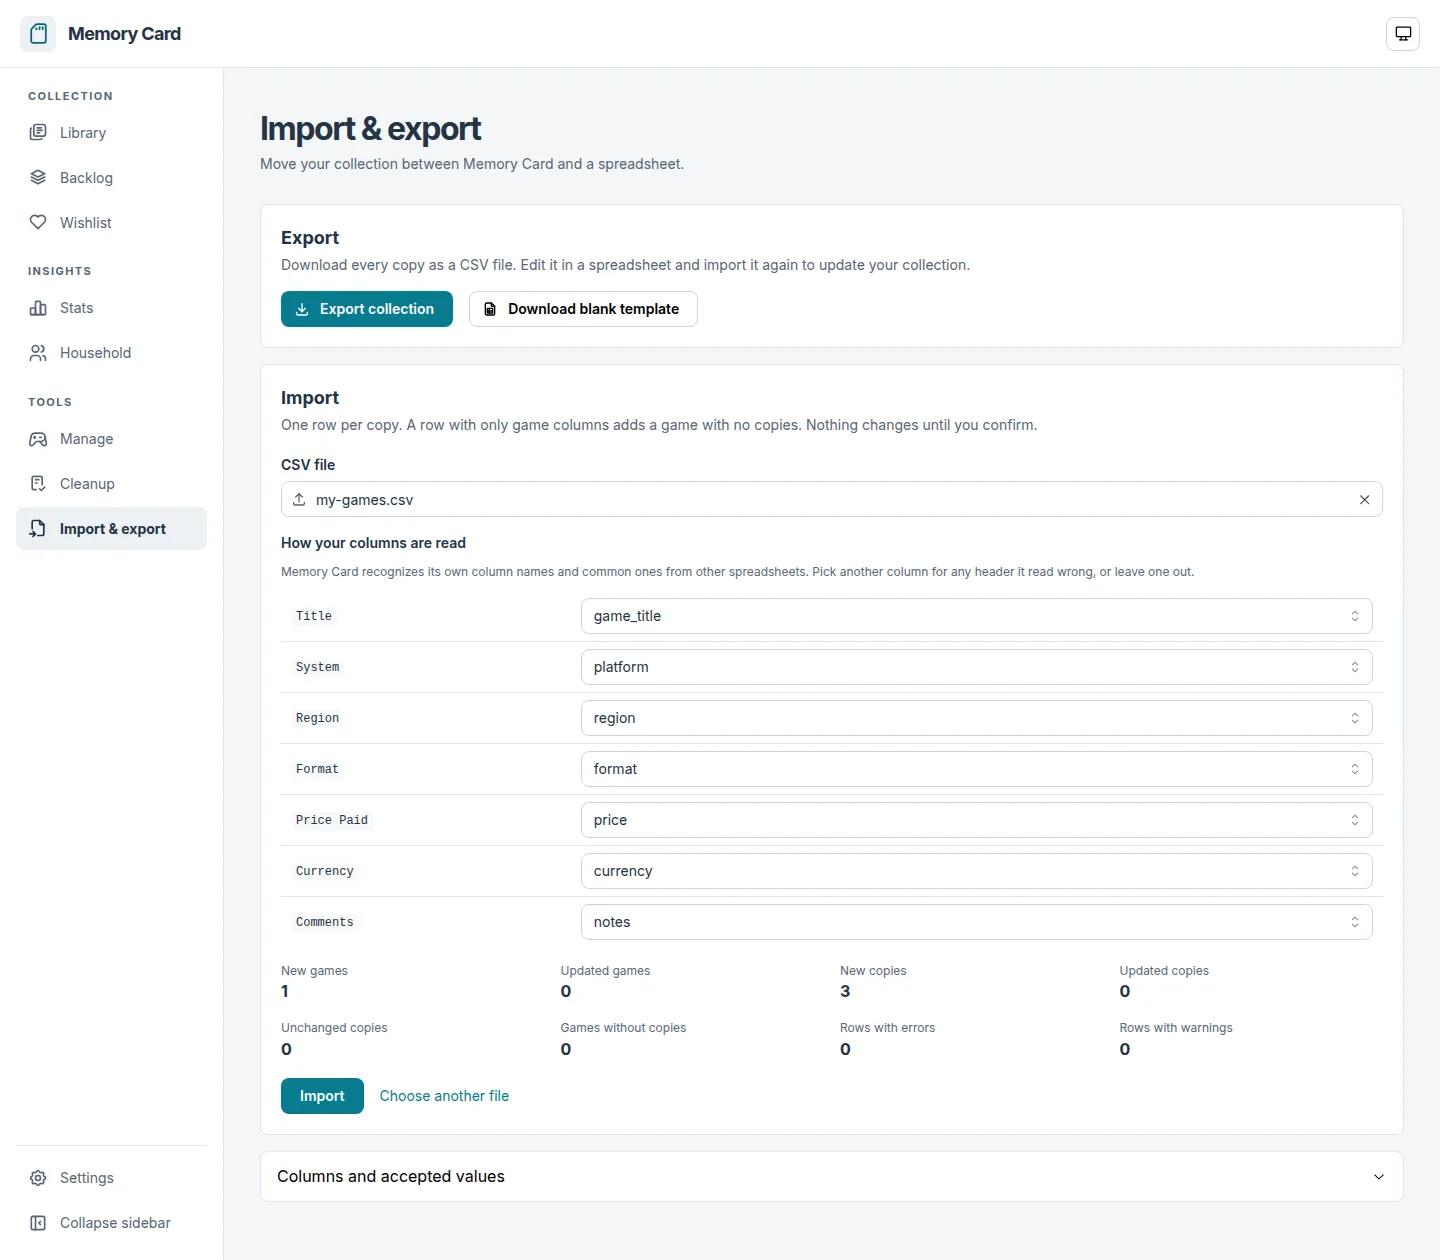 Memory Card
COLLECTION
Library
Backlog
Wishlist
INSIGHTS
Stats
Household
TOOLS
Manage
Cleanup
Import & export
Settings
Collapse sidebar
Import & export
Move your collection between Memory Card and a spreadsheet.
Export
Download every copy as a CSV file. Edit it in a spreadsheet and import it again to update your collection.
Export collection
Download blank template
Import
One row per copy. A row with only game columns adds a game with no copies. Nothing changes until you confirm.
CSV file
my-games.csv
How your columns are read
Memory Card recognizes its own column names and common ones from other spreadsheets. Pick another column for any header it read wrong, or leave one out.
Title game_title
System platform
Region region
Format format
Price Paid price
Currency currency
Comments notes
New games Updated games New copies Updated copies
1 0 3 0
Unchanged copies Games without copies Rows with errors Rows with warnings
0 0 0 0
Import Choose another file
Columns and accepted values